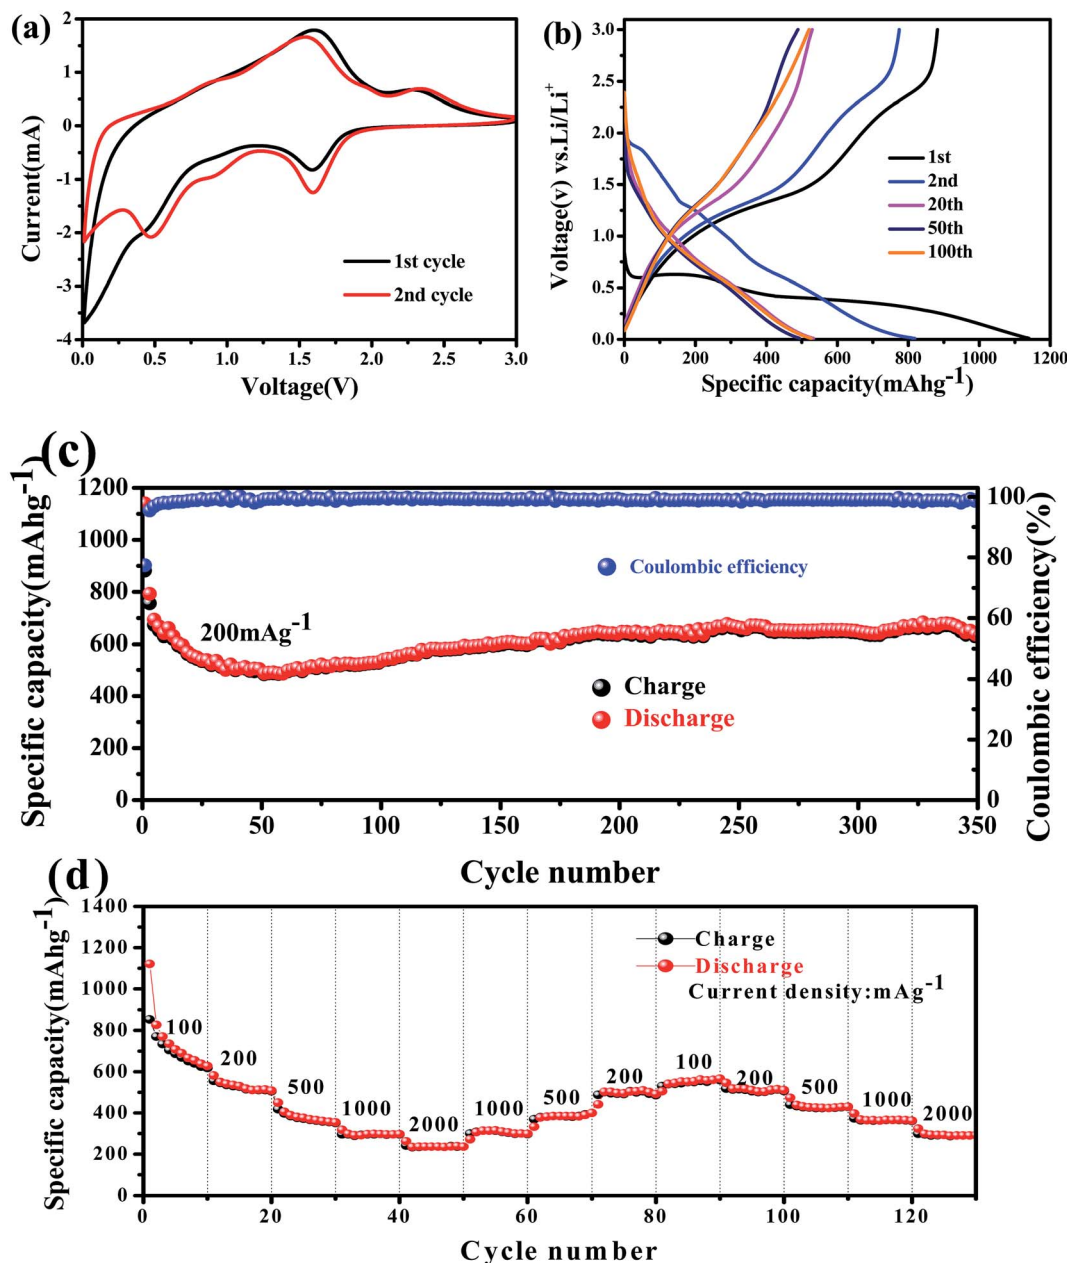 (a)
2
1
0
-1
-2
-3
-4
Current(mA)
1st cycle
2nd cycle
0.0 0.5 1.0 1.5 2.0 2.5 3.0
Voltage(V)
(b)
3.0
2.5
2.0
1.5
1.0
0.5
0.0
Voltage(v) vs.Li/Li+
1st
2nd
20th
50th
100th
0 200 400 600 800 1000 1200
Specific capacity(mAhg-1)
(c)
1200
1000
800
600
400
200
0
Specific capacity(mAhg-1)
Coulombic efficiency
200mAg-1
Charge
Discharge
100
80
60
40
20
0
Coulombic efficiency(%)
0 50 100 150 200 250 300 350
Cycle number
(d)
1400
1200
1000
800
600
400
200
0
Specific capacity(mAhg-1)
Charge
Discharge
Current density:mAg-1
100 200 500 1000 2000 1000 500 200 100 200 500 1000 2000
0 20 40 60 80 100 120
Cycle number